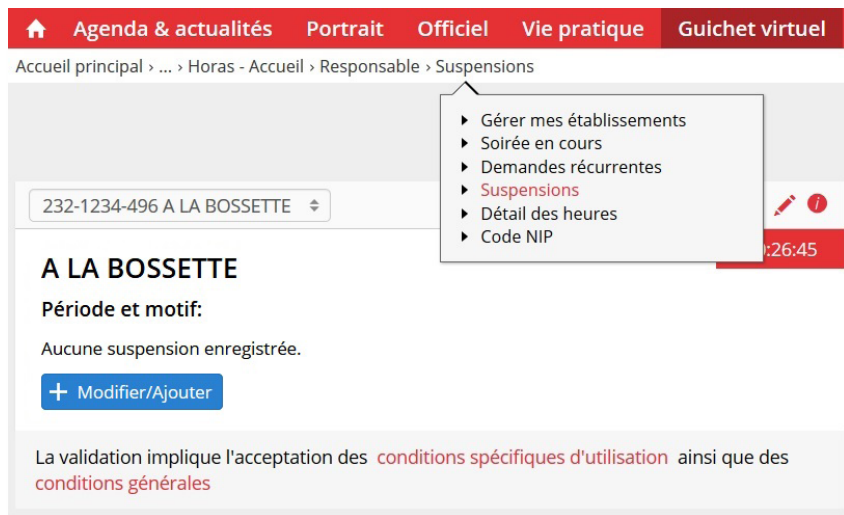 Agenda & actualités Portrait Officiel Vie pratique Guichet virtuel
Accueil principal › ... › Horas - Accueil › Responsable › Suspensions
Gérer mes établissements
Soirée en cours
Demandes récurrentes
Suspensions
Détail des heures
Code NIP
232-1234-496 A LA BOSSETTE
:26:45
A LA BOSSETTE
Période et motif:
Aucune suspension enregistrée.
+ Modifier/Ajouter
La validation implique l'acceptation des conditions spécifiques d'utilisation ainsi que des
conditions générales